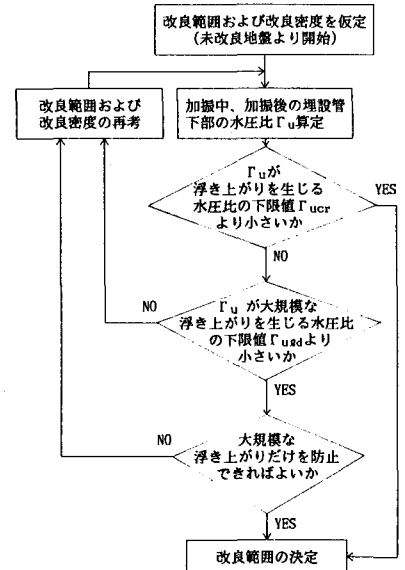 改良範囲および改良密度を仮定
(未改良地盤より開始)
改良範囲および
改良密度の再考
加振中、加振後の埋設管
下部の水圧比Γu算定
Γuが
浮き上がりを生じる
水圧比の下限値Γucr
より小さいか
YES
NO
Γu が大規模な
浮き上がりを生じる水圧比
の下限値Γugdより
小さいか
NO
YES
大規模な
浮き上がりだけを防止
できればよいか
NO
YES
改良範囲の決定